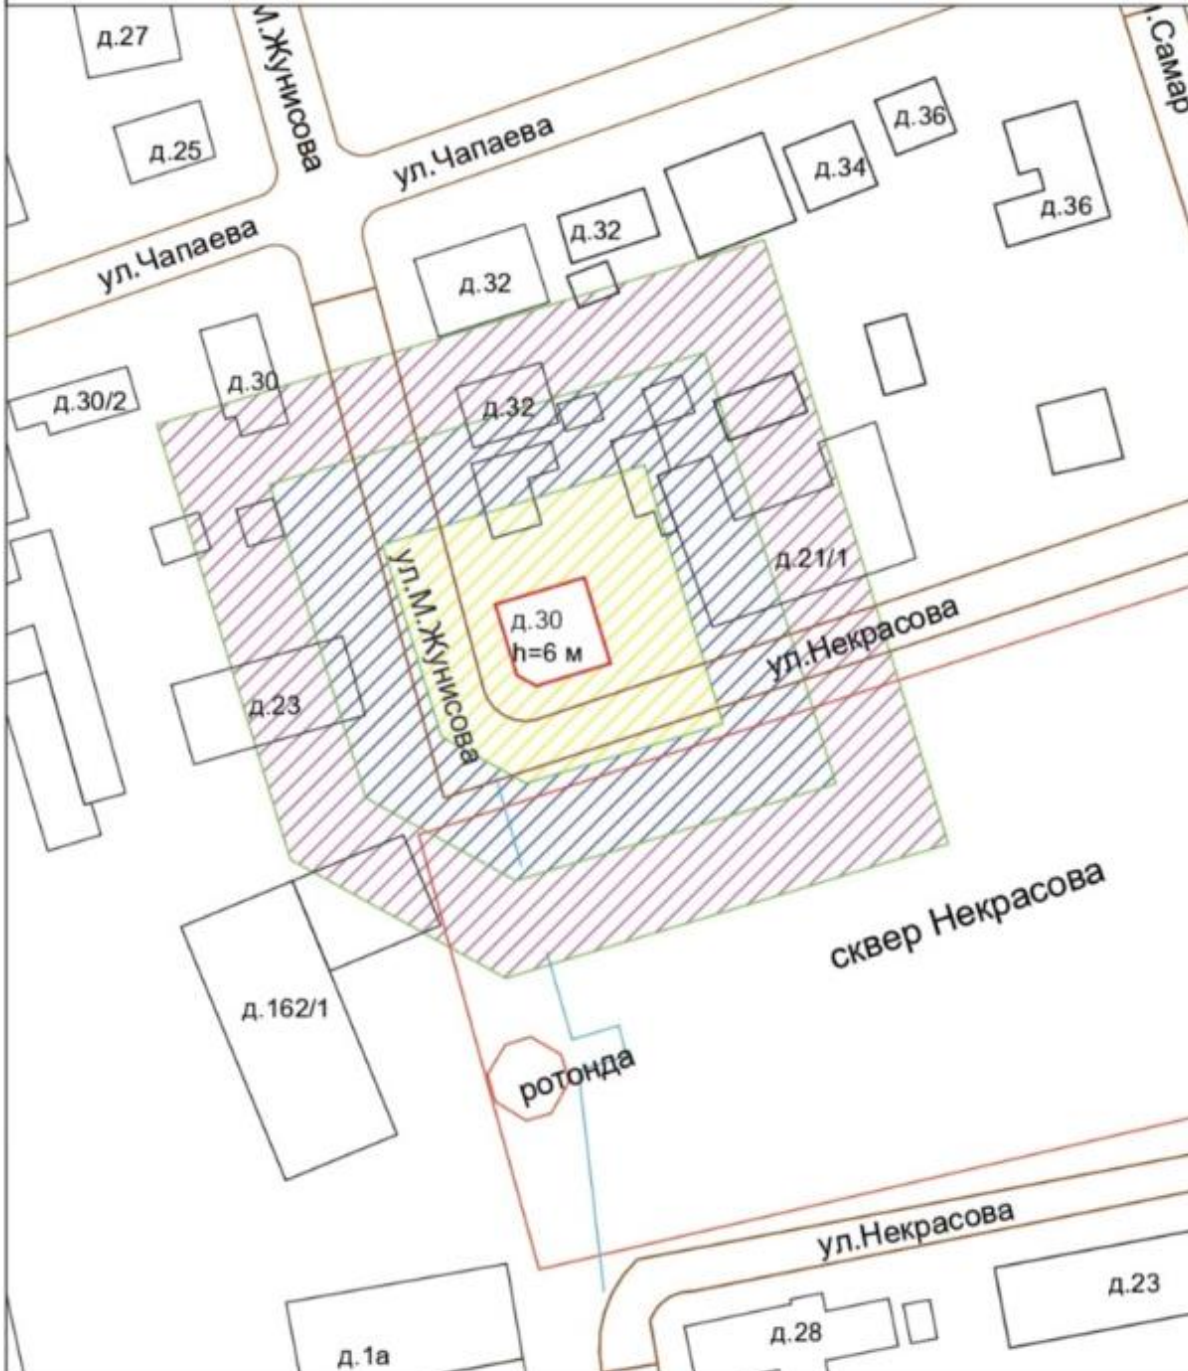 д.27
М.Жунисова
.Самар
д.25
ул.Чапаева
д.36
д.34
д.36
ул.Чапаева
д.32
д.32
д.30
д.30/2
д.32
д.21/1
ул.М.Жунисова
д.30
h=6 м
ул.Некрасова
д.23
сквер Некрасова
д.162/1
ротонда
ул.Некрасова
д.23
д.28
д.1а